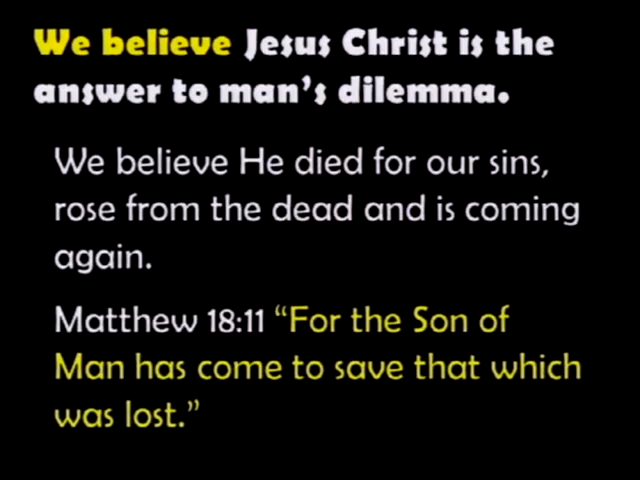 We believe Jesus Christ is the
answer to man's dilemma.
We believe He died for our sins,
rose from the dead and is coming
again.
Matthew 18:11 “For the Son of
Man has come to save that which
was lost.”